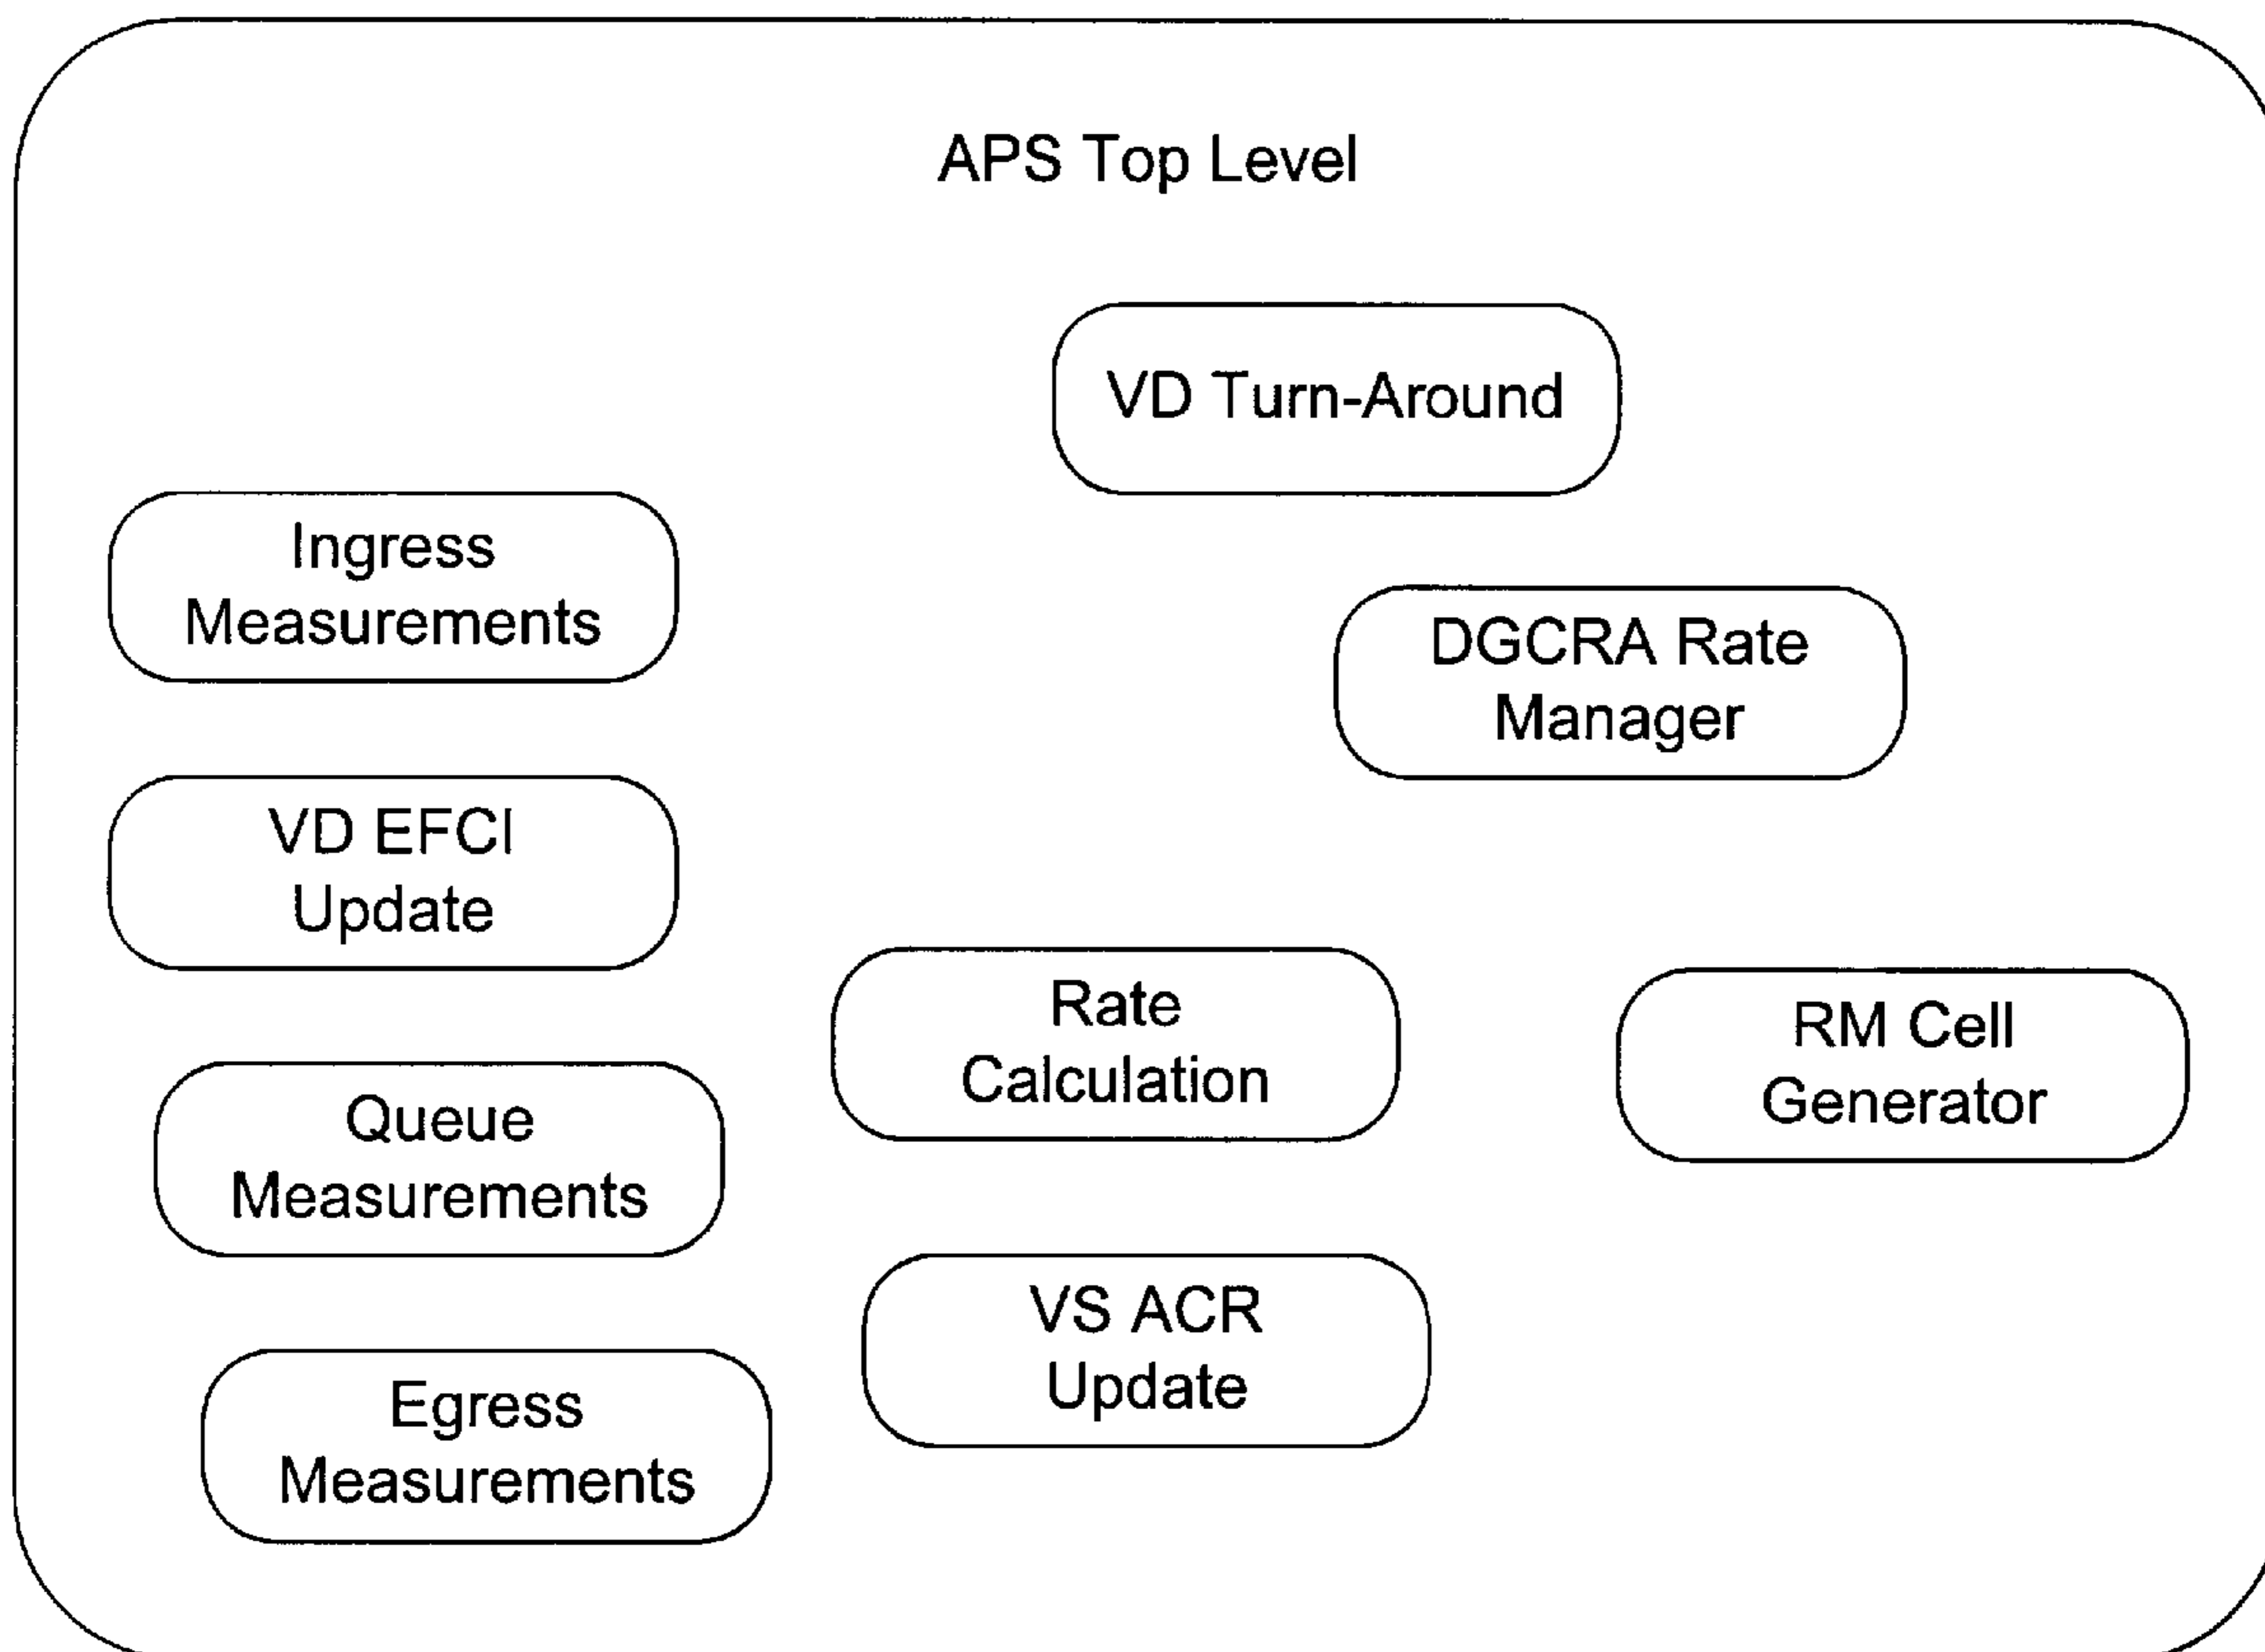 APS Top Level
VD Turn-Around
Ingress
Measurements
DGCRA Rate
Manager
VD EFCI
Update
Rate
Calculation
RM Cell
Generator
Queue
Measurements
VS ACR
Update
Egress
Measurements